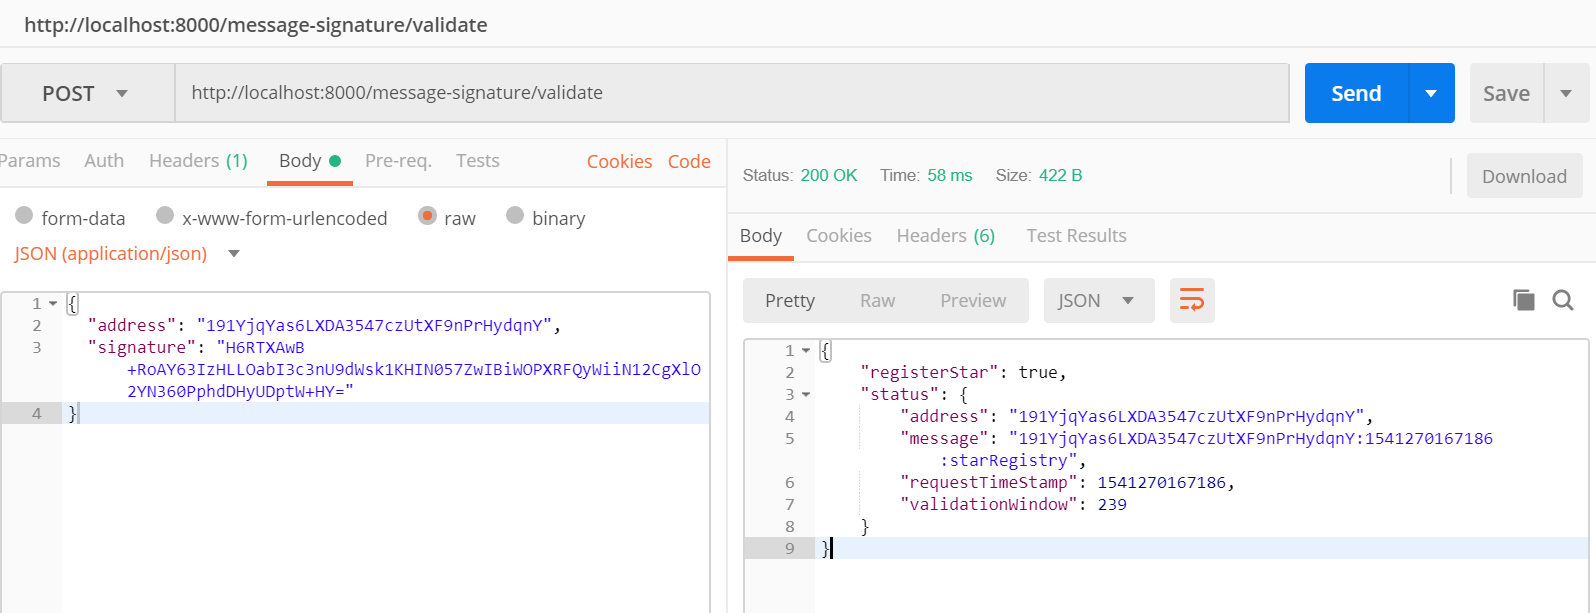 http://localhost:8000/message-signature/validate
POST
http://localhost:8000/message-signature/validate
Send
Save
Params Auth Headers (1) Body Pre-req. Tests Cookies Code
form-data x-www-form-urlencoded raw binary
JSON (application/json)
1 {
2 "address": "191YjqYas6LXDA3547czUtXF9nPrHydqnY",
3 "signature": "H6RTXAwB
+RoAY63IzHLLOabI3c3nU9dWsk1KHIN057ZwIBiWOPXRFQyWiiN12CgXlO
2YN360PphdDHyUDptW+HY="
4 }
Status: 200 OK Time: 58 ms Size: 422 B
Download
Body Cookies Headers (6) Test Results
Pretty Raw Preview JSON
1 {
2 "registerStar": true,
3 "status": {
4 "address": "191YjqYas6LXDA3547czUtXF9nPrHydqnY",
5 "message": "191YjqYas6LXDA3547czUtXF9nPrHydqnY:1541270167186
:starRegistry",
6 "requestTimeStamp": 1541270167186,
7 "validationWindow": 239
8 }
9 }